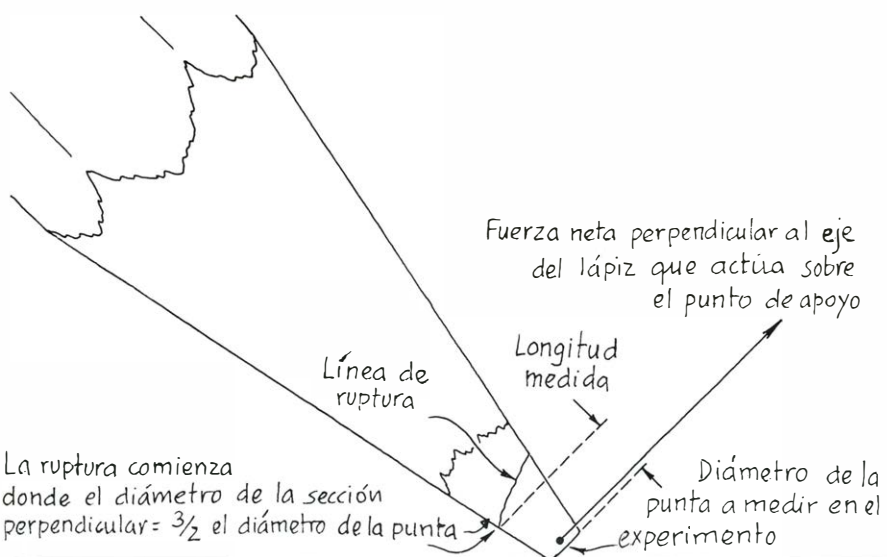 Fuerza neta perpendicular al eje
del lápiz que actúa sobre
el punto de apoyo
Longitud
medida
Línea de
ruptura
La ruptura comienza
donde el diámetro de la sección
perpendicular = 3/2 el diámetro de la punta
Diámetro de la
punta a medir en el
experimento